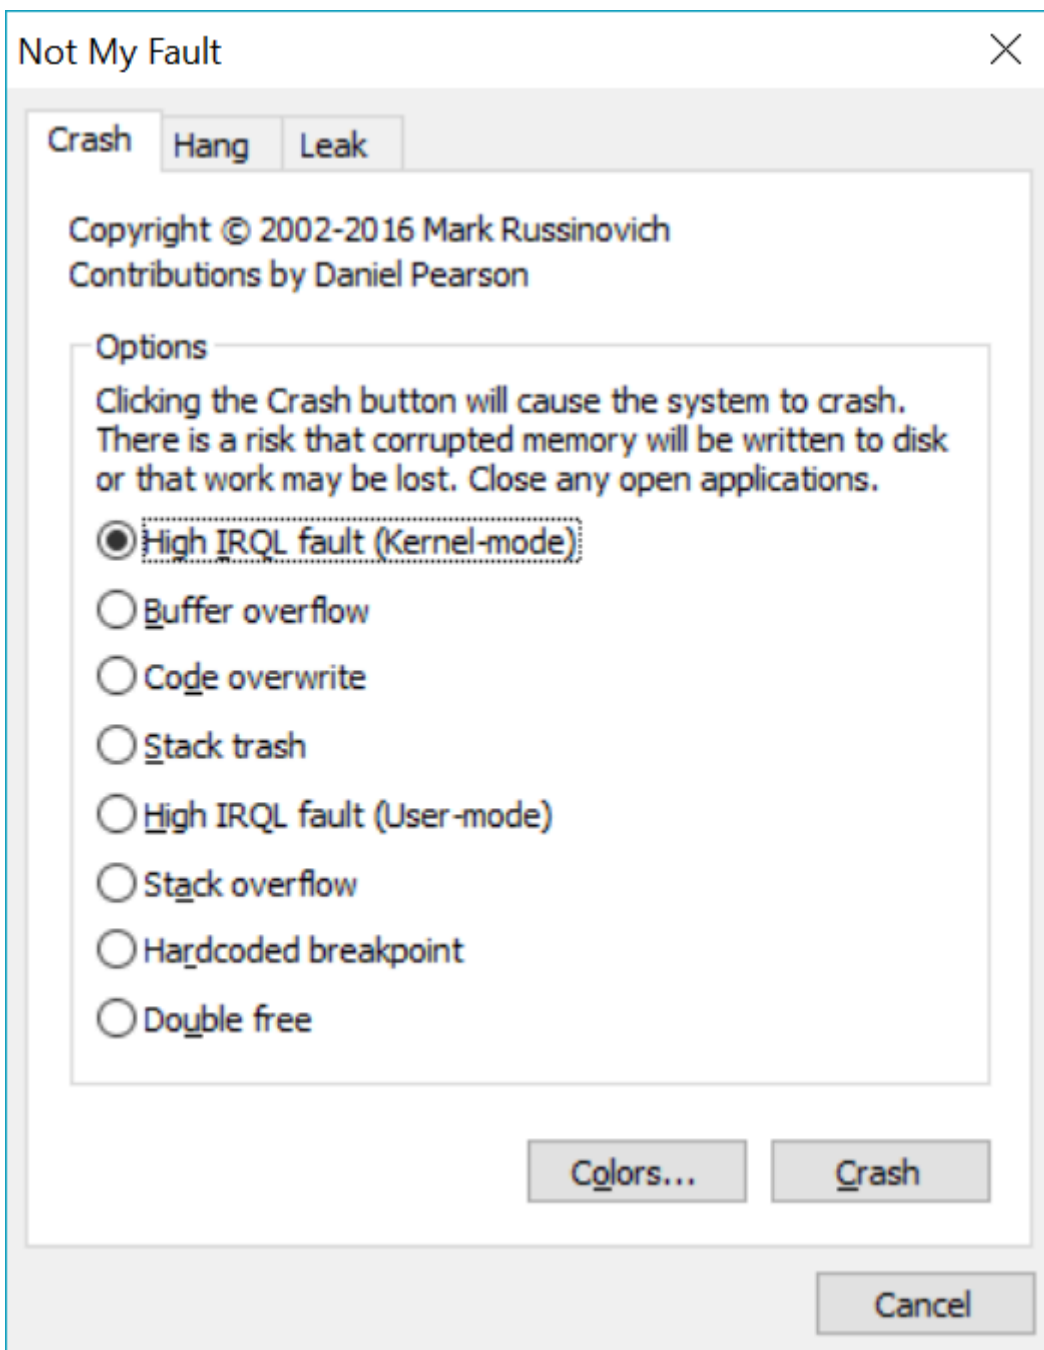 Not My Fault
Crash
Hang
Leak
Copyright © 2002-2016 Mark Russinovich
Contributions by Daniel Pearson
Options
Clicking the Crash button will cause the system to crash.
There is a risk that corrupted memory will be written to disk
or that work may be lost. Close any open applications.
High IRQL fault (Kernel-mode)
Buffer overflow
Code overwrite
Stack trash
High IRQL fault (User-mode)
Stack overflow
Hardcoded breakpoint
Double free
Colors...
Crash
Cancel